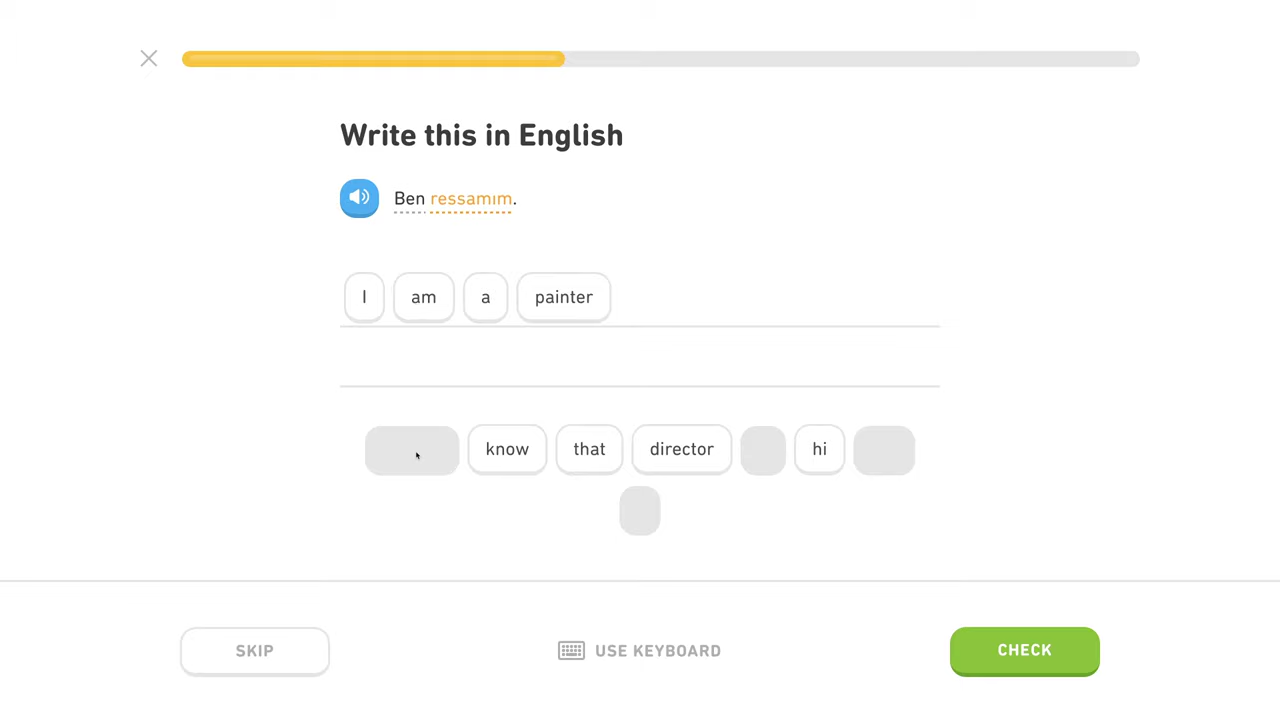 Write this in English
Ben ressamım.
I am a painter
know that director hi
SKIP USE KEYBOARD CHECK